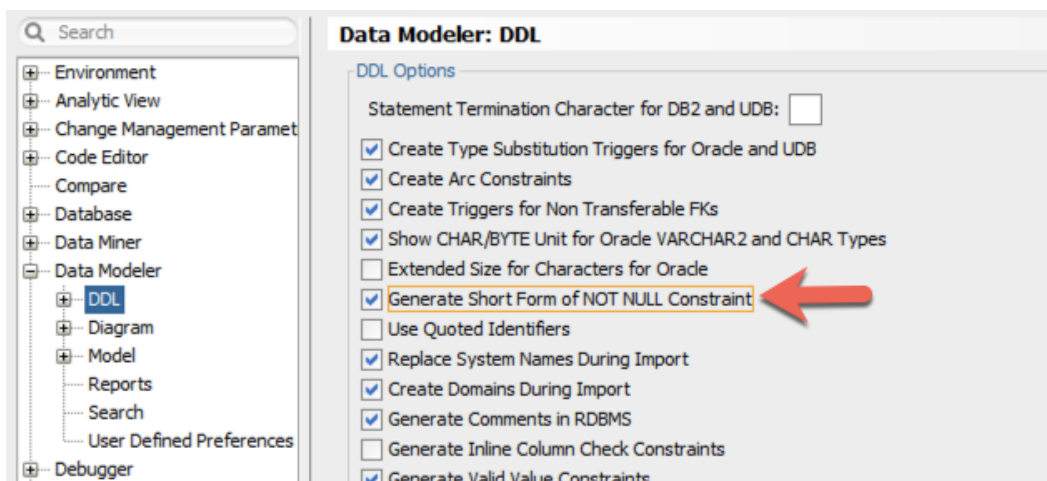 Search
Environment
Analytic View
Change Management Paramet
Code Editor
Compare
Database
Data Miner
Data Modeler
DDL
Diagram
Model
Reports
Search
User Defined Preferences
Debugger
Data Modeler: DDL
DDL Options
Statement Termination Character for DB2 and UDB:
Create Type Substitution Triggers for Oracle and UDB
Create Arc Constraints
Create Triggers for Non Transferable FKs
Show CHAR/BYTE Unit for Oracle VARCHAR2 and CHAR Types
Extended Size for Characters for Oracle
Generate Short Form of NOT NULL Constraint
Use Quoted Identifiers
Replace System Names During Import
Create Domains During Import
Generate Comments in RDBMS
Generate Inline Column Check Constraints
Generate Valid Value Constraints